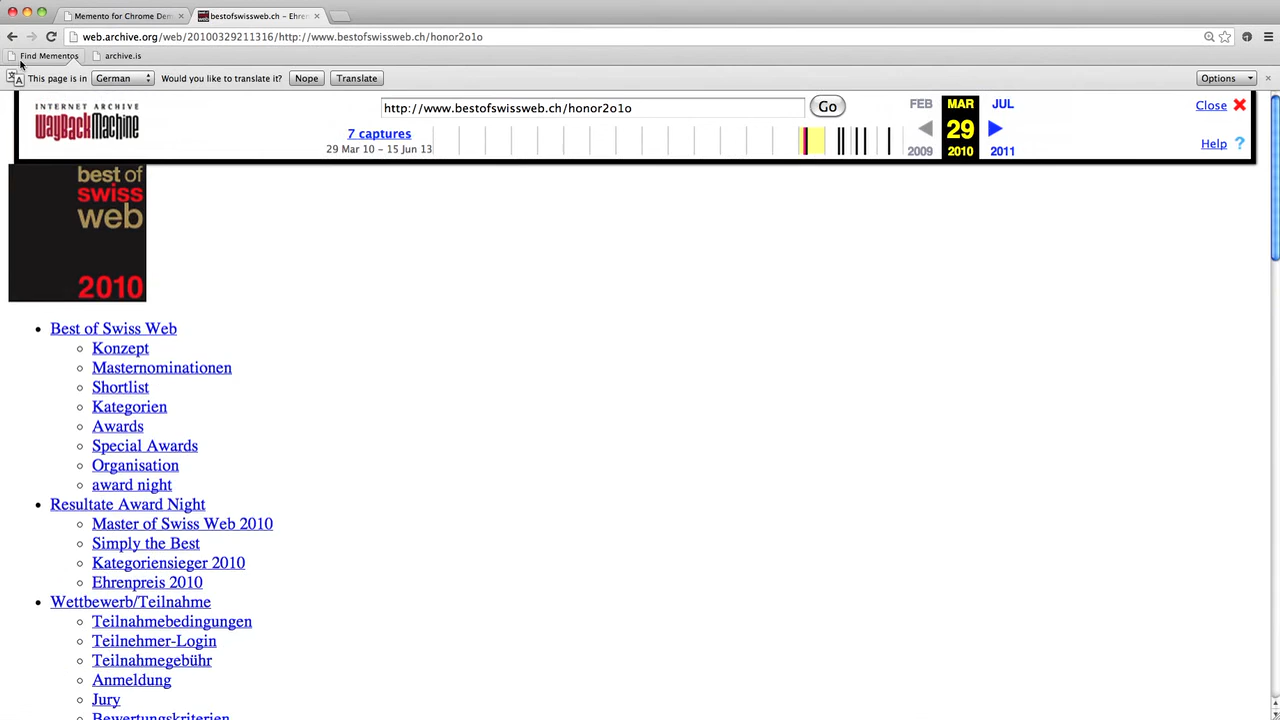 Memento for Chrome Den
bestofswissweb.ch – Ehren
web.archive.org/web/20100329211316/http://www.bestofswissweb.ch/honor2o1o
Find Mementos
archive.is
This page is in German Would you like to translate it? Nope Translate Options
INTERNET ARCHIVE
WayBackMachine
http://www.bestofswissweb.ch/honor2o1o Go
7 captures
29 Mar 10 – 15 Jun 13
FEB MAR JUL
29
2009 2010 2011
Close
Help ?
best of
swiss
web
2010
Best of Swiss Web
Konzept
Masternominationen
Shortlist
Kategorien
Awards
Special Awards
Organisation
award night
Resultate Award Night
Master of Swiss Web 2010
Simply the Best
Kategoriensieger 2010
Ehrenpreis 2010
Wettbewerb/Teilnahme
Teilnahmebedingungen
Teilnehmer-Login
Teilnahmegebühr
Anmeldung
Jury
Bewertungskriterien